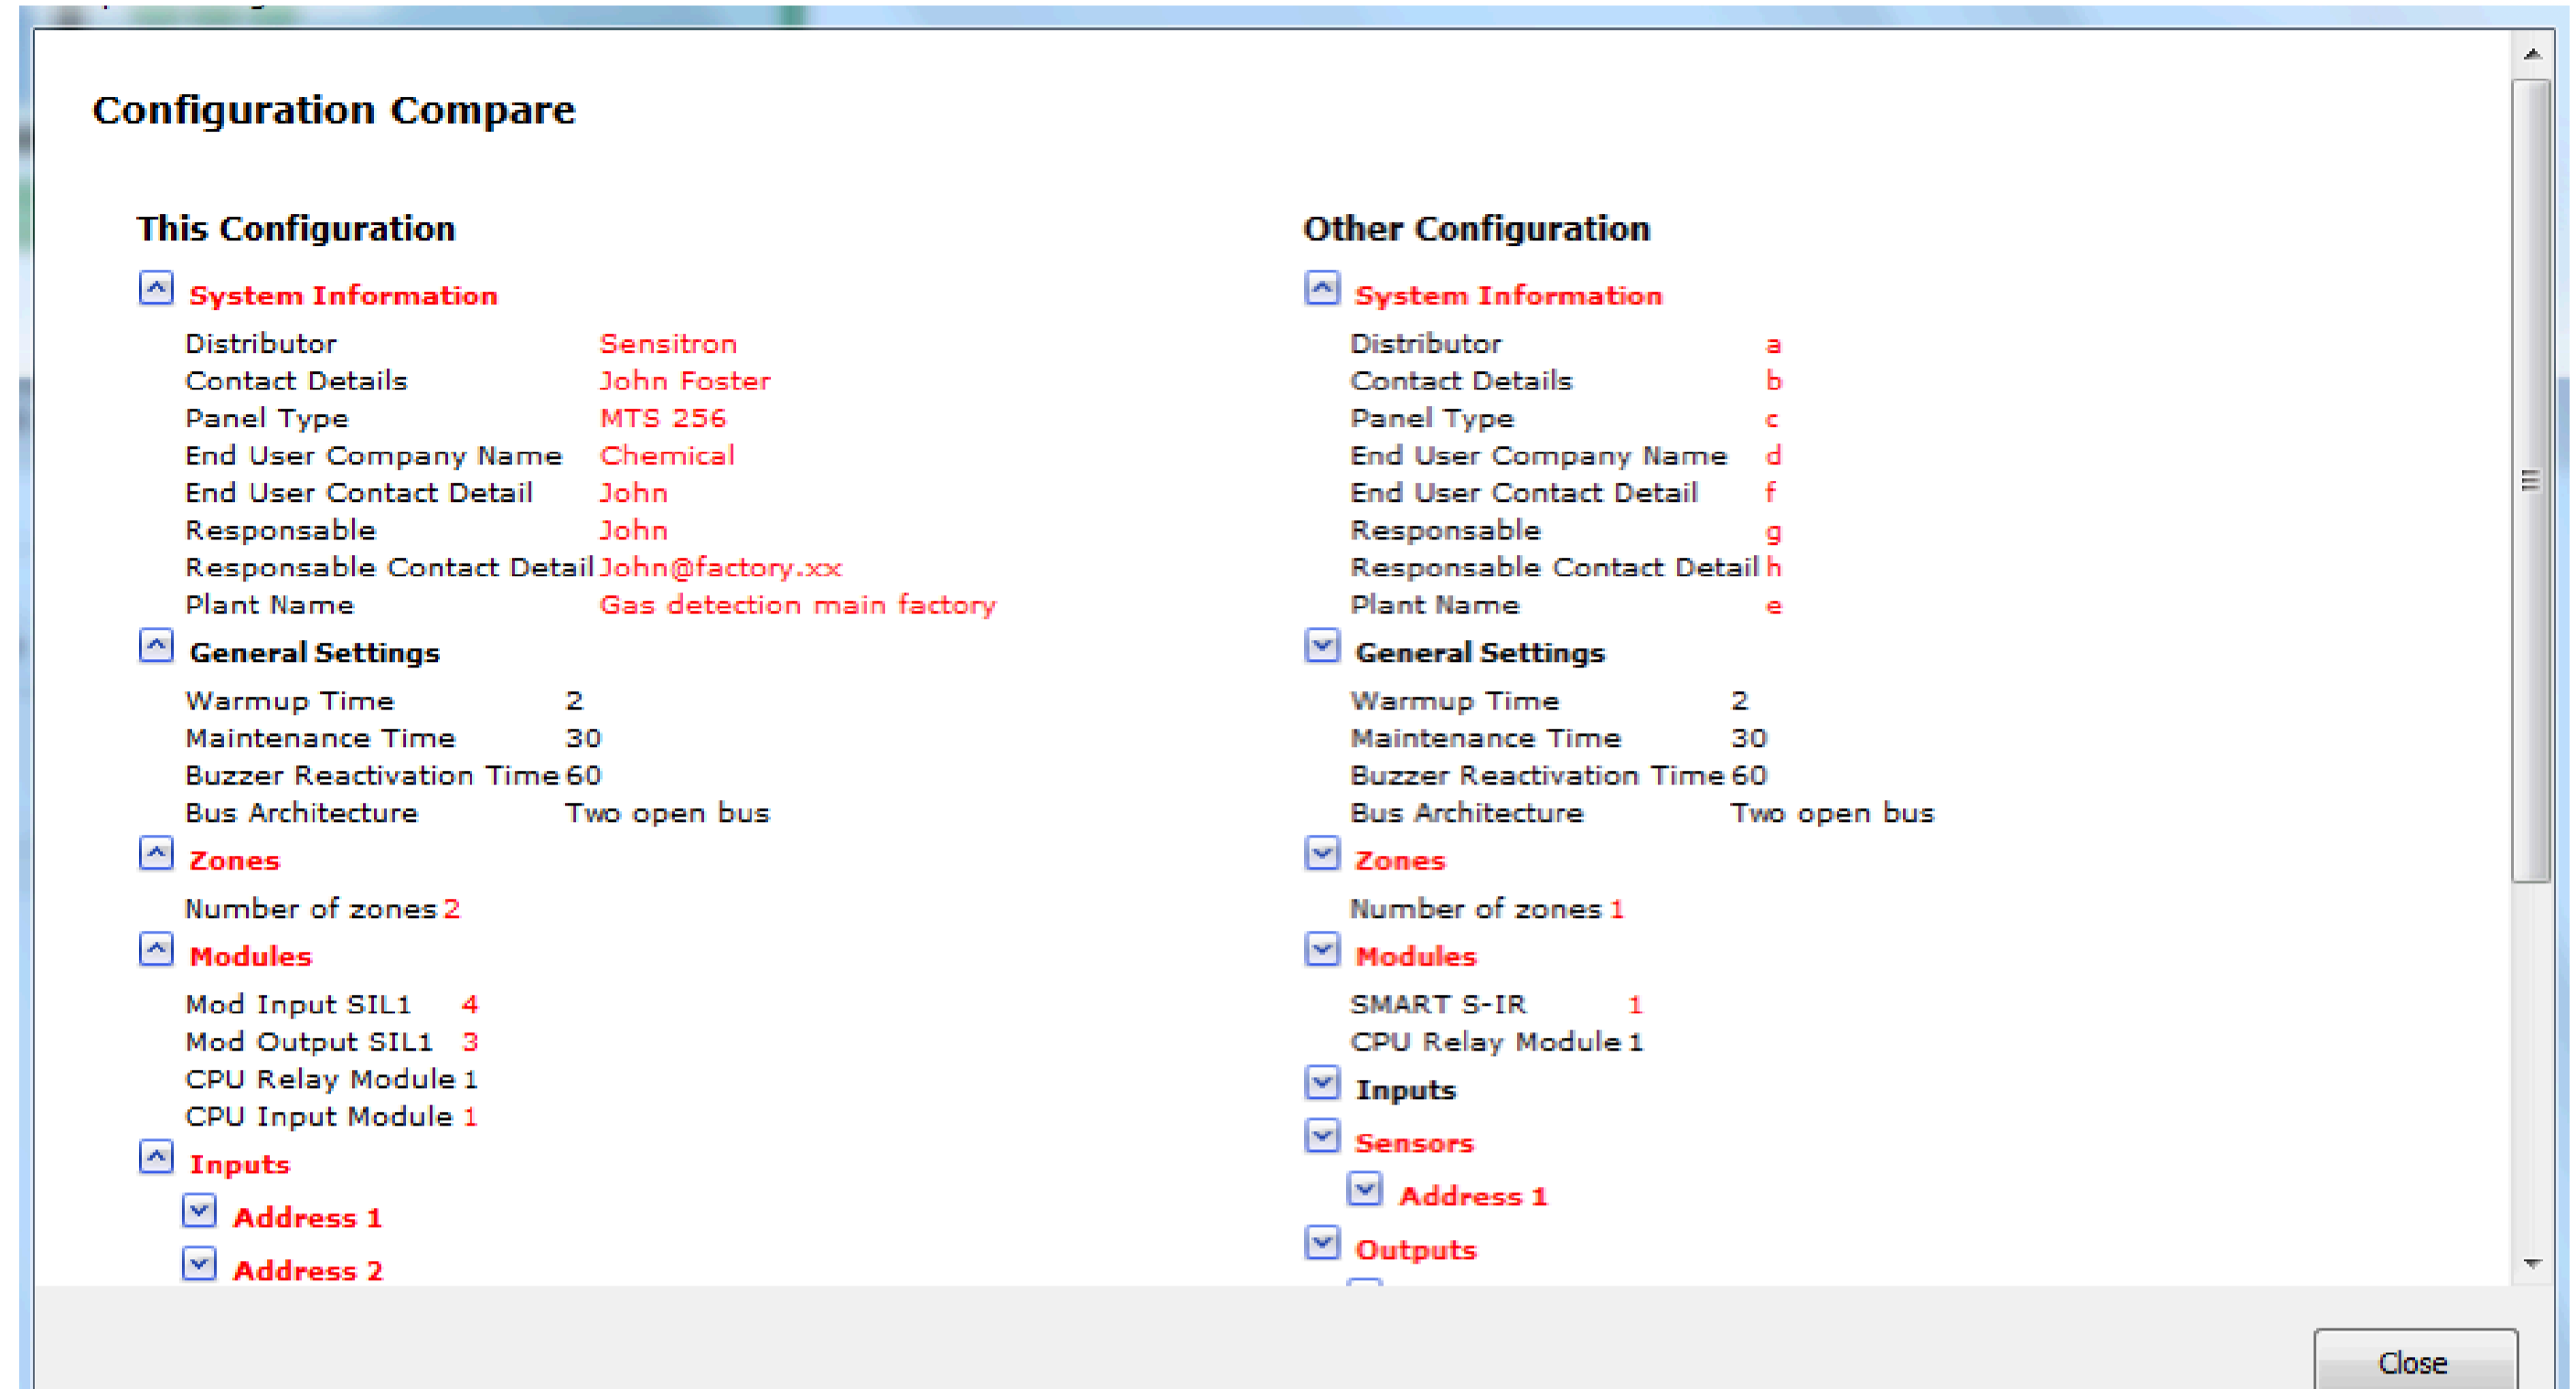 Configuration Compare
This Configuration
System Information
Distributor Sensitron
Contact Details John Foster
Panel Type MTS 256
End User Company Name Chemical
End User Contact Detail John
Responsable John
Responsable Contact Detail John@factory.xx
Plant Name Gas detection main factory
General Settings
Warmup Time 2
Maintenance Time 30
Buzzer Reactivation Time 60
Bus Architecture Two open bus
Zones
Number of zones 2
Modules
Mod Input SIL1 4
Mod Output SIL1 3
CPU Relay Module 1
CPU Input Module 1
Inputs
Address 1
Address 2
Other Configuration
System Information
Distributor a
Contact Details b
Panel Type c
End User Company Name d
End User Contact Detail f
Responsable g
Responsable Contact Detail h
Plant Name e
General Settings
Warmup Time 2
Maintenance Time 30
Buzzer Reactivation Time 60
Bus Architecture Two open bus
Zones
Number of zones 1
Modules
SMART S-IR 1
CPU Relay Module 1
Inputs
Sensors
Address 1
Outputs
Close